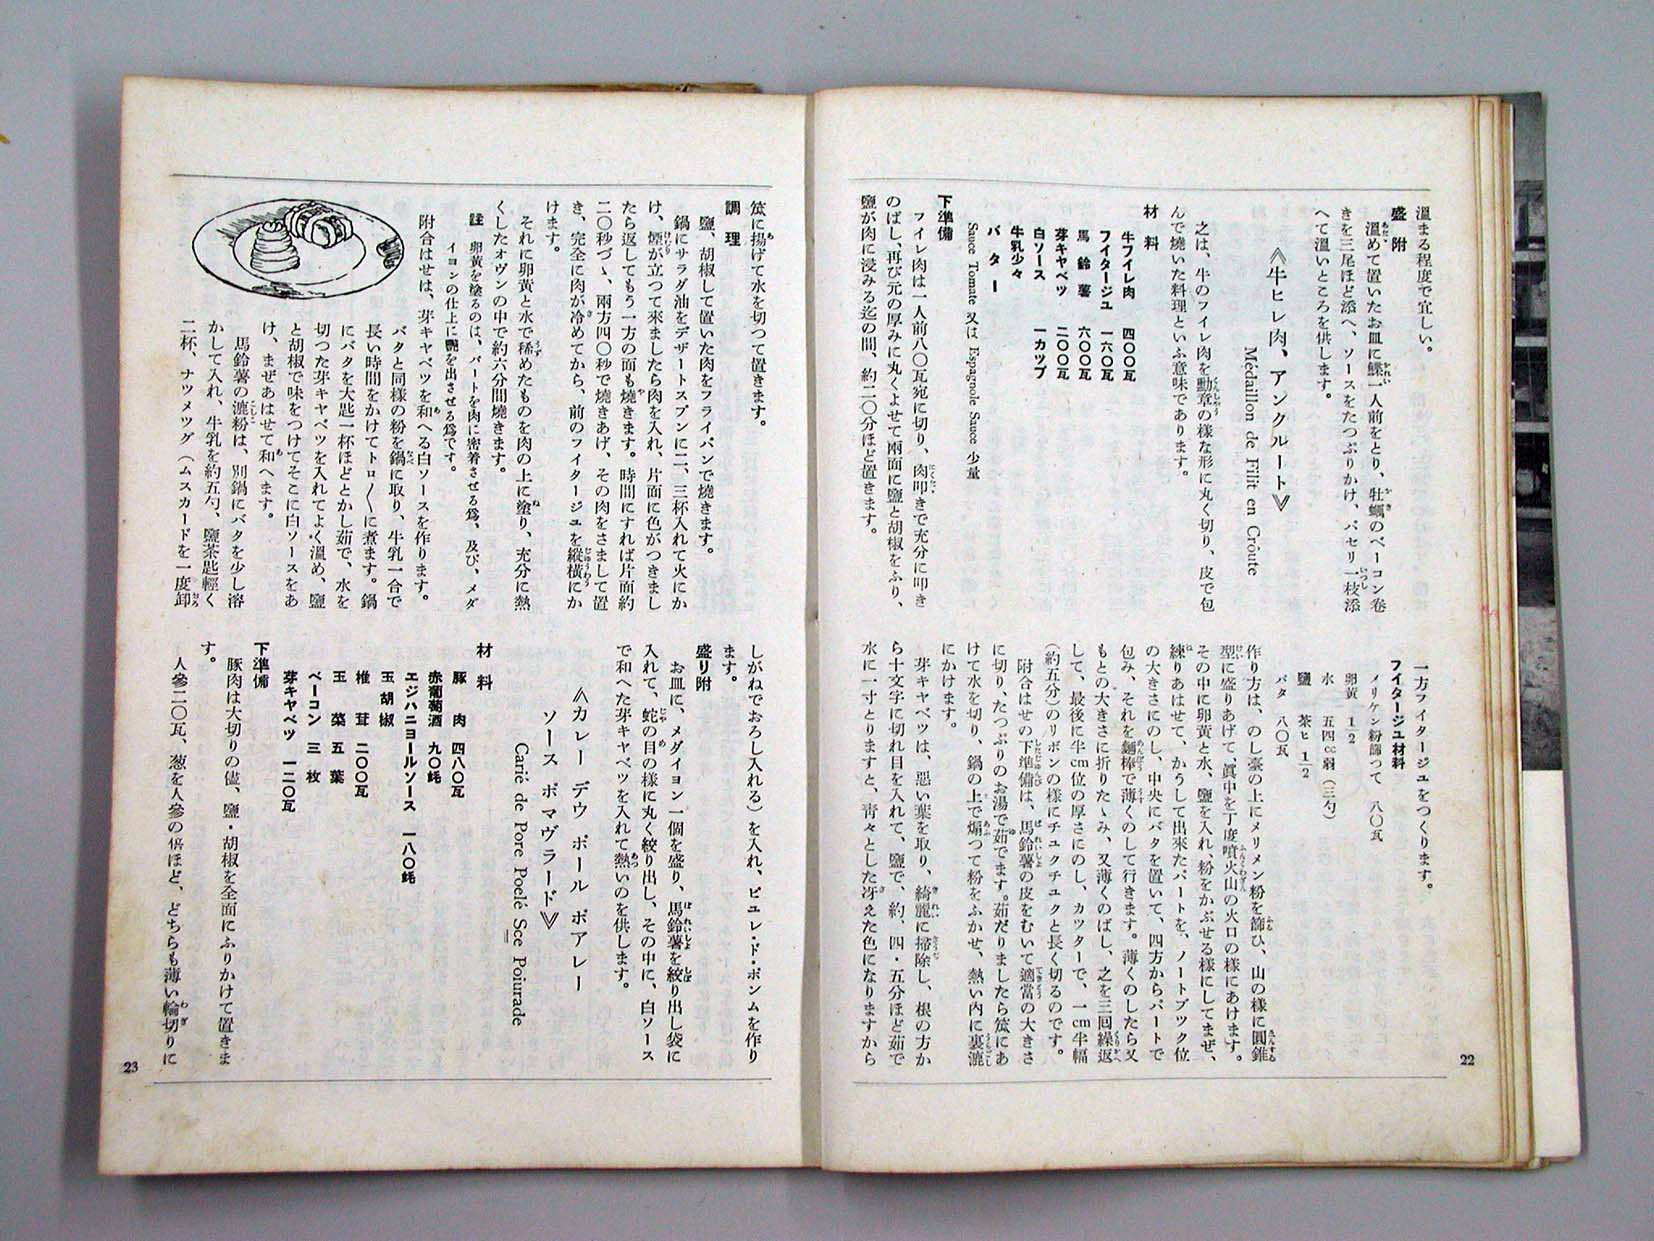 溫まる程度で宜しい。
盛附
溫めて置いたお皿に鰈一人前をとり、牡蠣のベーコン卷
きを三尾ほど添へ、ソースをたつぷりかけ、パセリ一枝添
へて溫いところを供します。
《牛ヒレ肉、アンクルート》
Médaillon de Fillit en Croûte
之は、牛のフイレ肉を勳章の樣な形に丸く切り、皮で包
んで燒いた料理といふ意味であります。
材料
牛フイレ肉 四〇〇瓦
フイタージユ 一六〇瓦
馬鈴薯 六〇〇瓦
芽キヤベツ 二〇〇瓦
白ソース 一カツプ
牛乳少々
バター
Sauce Tomate 又は Espagnole Sauce 少量
下準備
フイレ肉は一人前八〇瓦宛に切り、肉叩きで充分に叩き
のばし、再び元の厚みに丸くよせて兩面に鹽と胡椒をふり、
鹽が肉に浸みる迄の間、約二〇分ほど置きます。
一方フイタージユをつくります。
フイタージユ材料
メリケン粉篩つて 八〇瓦
卵黄 1/2
水 五四cc弱(三勺)
鹽 茶匕 1/2
バタ 八〇瓦
作り方は、のし臺の上にメリメン粉を篩ひ、山の樣に圓錐
型に盛りあげて、眞中を丁度噴火山の火口の樣にあけます。
その中に卵黄と水、鹽を入れ、粉をかぶせる樣にしてまぜ、
練りあはせて、かうして出來たパートを、ノートブツク位
の大きさにのし、中央にバタを置いて、四方からパートで
包み、それを麵棒で薄くのして行きます。薄くのしたら又
もとの大きさに折りたゝみ、又薄くのばし、之を三囘繰返
して、最後に半cm位の厚さにのし、カツターで、一cm半幅
(約五分)のリボンの樣にチユクチユクと長く切るのです。
附合はせの下準備は、馬鈴薯の皮をむいて適當の大きさ
に切り、たつぷりのお湯で茹でます。茹だりましたら笊にあ
けて水を切り、鍋の上で煽つて粉をふかせ、熱い内に裏漉
にかけます。
芽キヤベツは、惡い葉を取り、綺麗に掃除し、根の方か
ら十文字に切れ目を入れて、鹽で、約、四・五分ほど茹で
水に一寸とりますと、靑々とした冴えた色になりますから
22
笊に揚げて水を切つて置きます。
調理
鹽、胡椒して置いた肉をフライパンで燒きます。
鍋にサラダ油をデザートスプンに二、三杯入れて火にか
け、煙が立つて來ましたら肉を入れ、片面に色がつきまし
たら返してもう一方の面も燒きます。時間にすれば片面約
二〇秒づゝ、兩方四〇秒で燒きあげ、その肉をさまして置
き、完全に肉が冷めてから、前のフイタージユを縱橫にか
けます。
それに卵黄と水で稀めたものを肉の上に塗り、充分に熱
くしたオヴンの中で約六分間燒きます。
註 卵黄を塗るのは、パートを肉に密着させる爲、及び、メダ
イヨンの仕上に艷を出させる爲です。
附合はせは、芽キヤベツを和へる白ソースを作ります。
バタと同樣の粉を鍋に取り、牛乳一合で
長い時間をかけてトロ〱に煮ます。鍋
にバタを大匙一杯ほどとかし茹で、水を
切つた芽キヤベツを入れてよく溫め、鹽
と胡椒で味をつけてそこに白ソースをあ
け、まぜあはせて和へます。
馬鈴薯の漉粉は、別鍋にバタを少し溶
かして入れ、牛乳を約五勺、鹽茶匙輕く
二杯、ナツメツグ(ムスカードを一度卸
しがねでおろし入れる)を入れ、ピユレ・ド・ポンムを作り
ます。
盛り附
お皿に、メダイヨン一個を盛り、馬鈴薯を絞り出し袋に
入れて、蛇の目の樣に丸く絞り出し、その中に、白ソース
で和へた芽キヤベツを入れて熱いのを供します。
《カレー デウ ポール ポアレー
ソース ポマヴラード》
Carié de Pore Poelé Sce Poiurade
材料
豚肉 四八〇瓦
赤葡萄酒 九〇竓
エジハニヨールソース 一八〇竓
玉胡椒
椎茸 二〇〇瓦
玉菜 五葉
ベーコン 三枚
芽キヤベツ 一二〇瓦
下準備
豚肉は大切りの儘、鹽・胡椒を全面にふりかけて置きま
す。
人參二〇瓦、葱を人參の倍ほど、どちらも薄い輪切りに
23